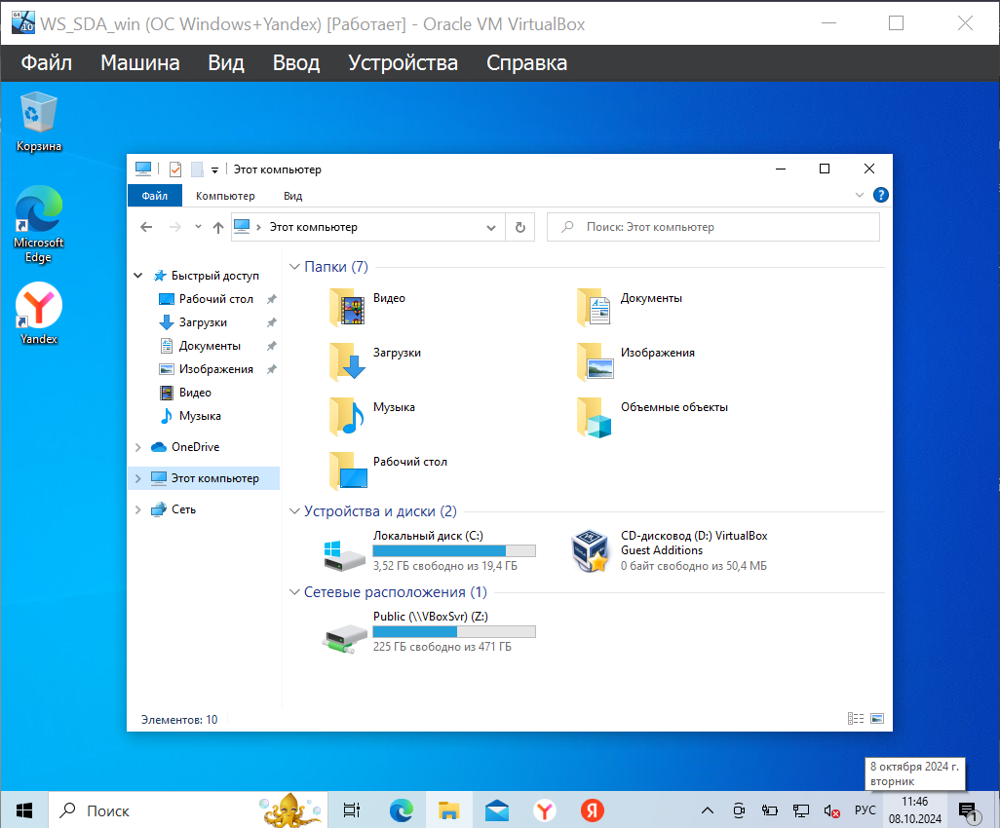 WS_SDA_win (ОС Windows+Yandex) [Работает] - Oracle VM VirtualBox
Файл Машина Вид Ввод Устройства Справка
Корзина
Microsoft
Edge
Yandex
Этот компьютер
Файл Компьютер Вид
Этот компьютер
Поиск: Этот компьютер
Быстрый доступ
Рабочий стол
Загрузки
Документы
Изображения
Видео
Музыка
OneDrive
Этот компьютер
Сеть
Папки (7)
Видео
Документы
Загрузки
Изображения
Музыка
Объемные объекты
Рабочий стол
Устройства и диски (2)
Локальный диск (C:)
3,52 ГБ свободно из 19,4 ГБ
CD-дисковод (D:) VirtualBox
Guest Additions
0 байт свободно из 50,4 МБ
Сетевые расположения (1)
Public (\\VBoxSvr) (Z:)
225 ГБ свободно из 471 ГБ
Элементов: 10
8 октября 2024 г.
вторник
Поиск
РУС
11:46
08.10.2024
1